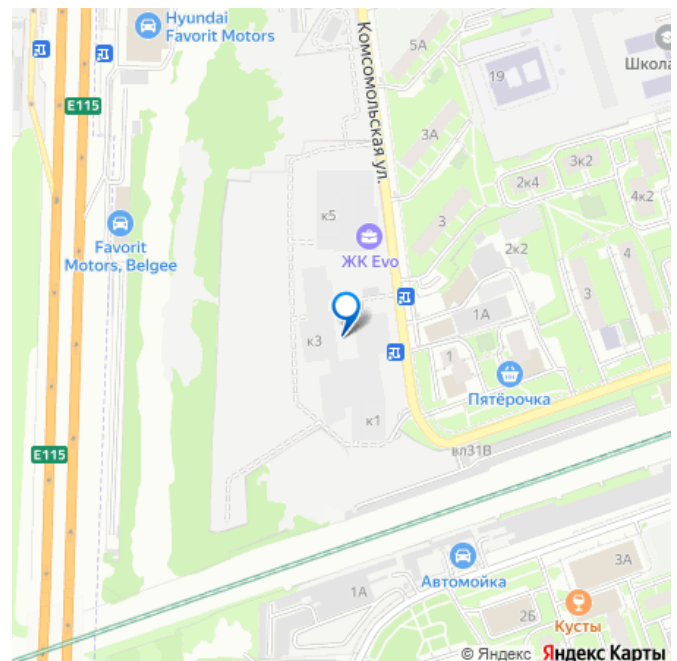 Hyundai
Favorit Motors
5А
Школа
19
E115
Комсомольская ул.
3А
3к2
2к4
4к2
к5
3
Favorit
Motors, Belgee
ЖК Evo
2к2
4
3
1А
к3
1
Пятёрочка
к1
E115
вл31В
3А
Автомойка
1А
2Б
Кусты
© Яндекс Яндекс Карты